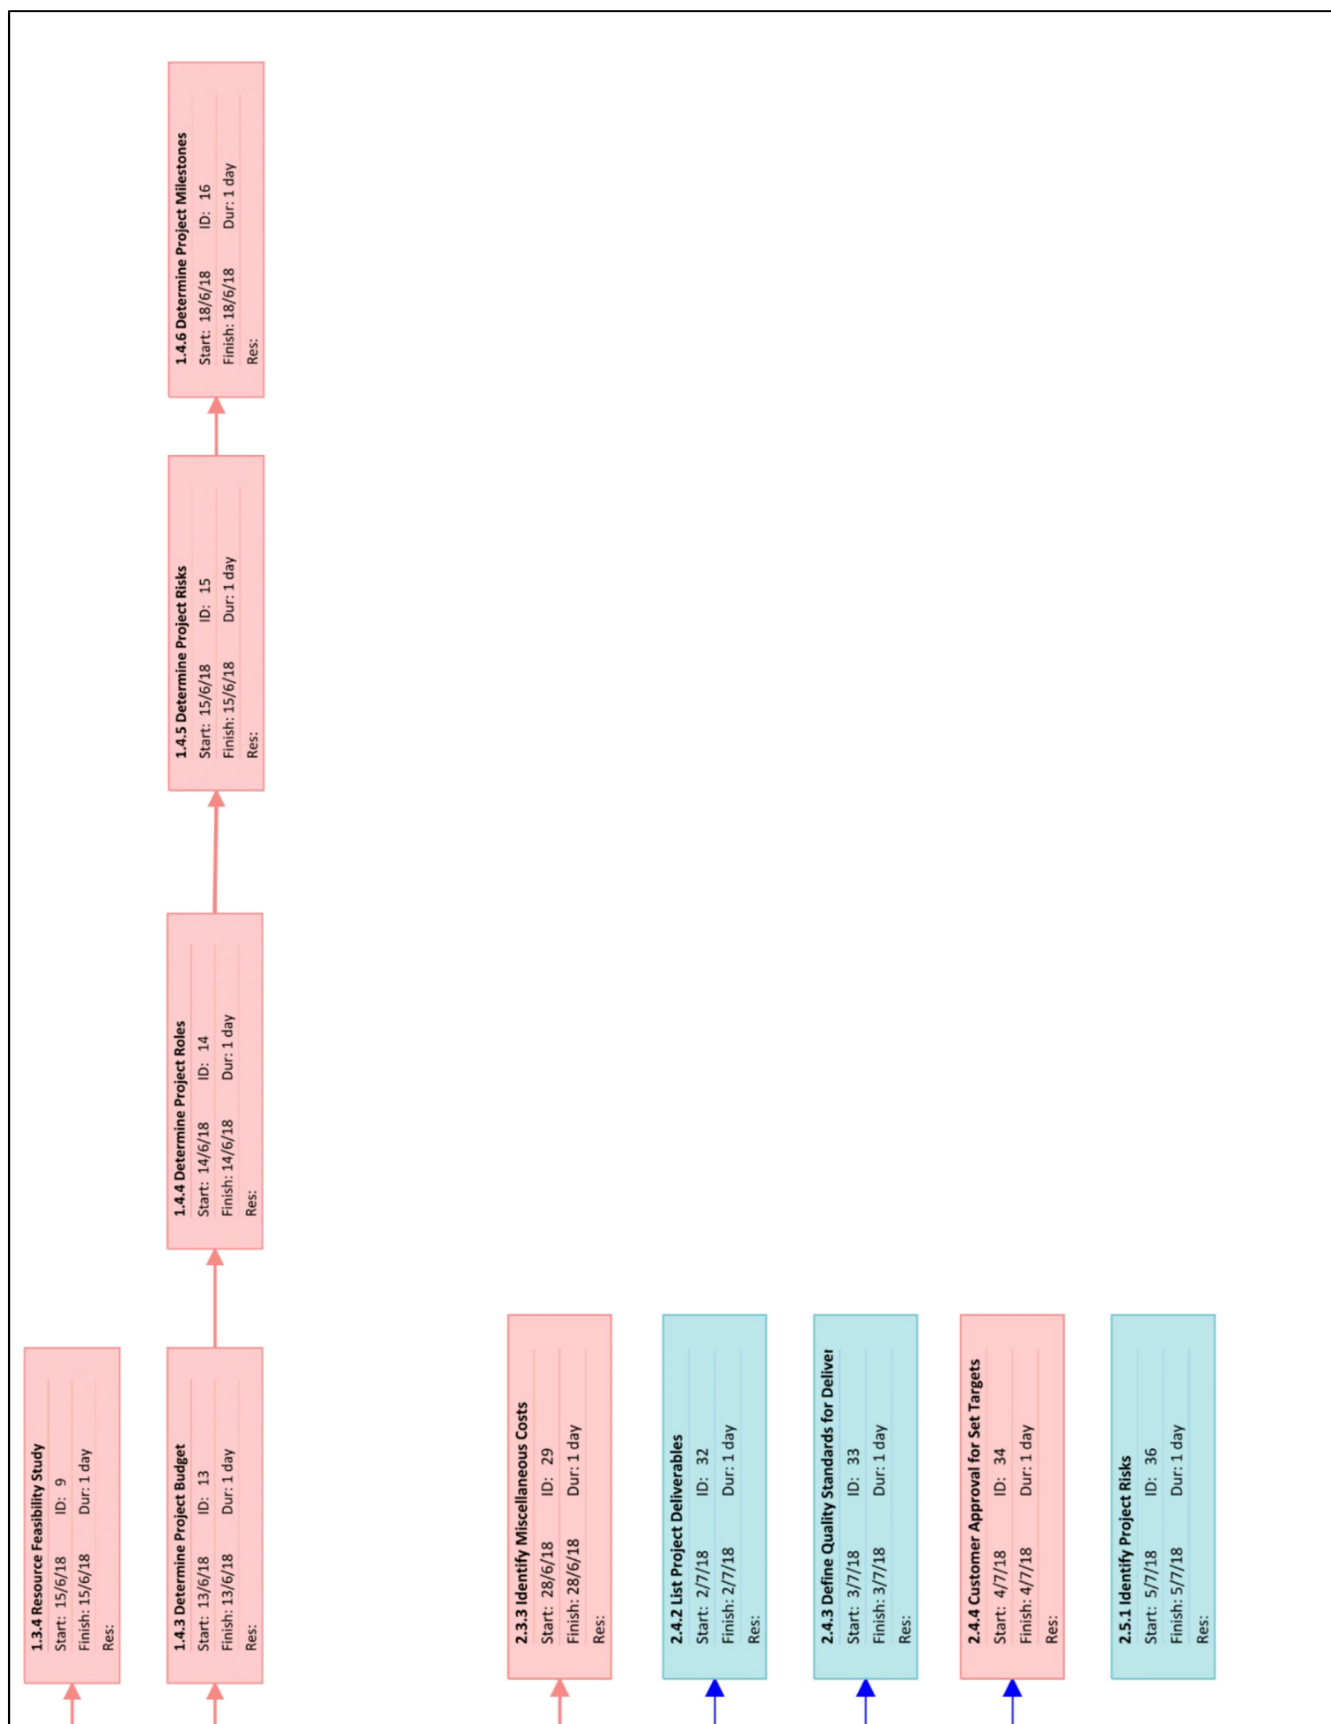 1.3.4 Resource Feasibility Study
Start: 15/6/18 ID: 9
Finish: 15/6/18 Dur: 1 day
Res:
1.4.3 Determine Project Budget
Start: 13/6/18 ID: 13
Finish: 13/6/18 Dur: 1 day
Res:
1.4.4 Determine Project Roles
Start: 14/6/18 ID: 14
Finish: 14/6/18 Dur: 1 day
Res:
1.4.5 Determine Project Risks
Start: 15/6/18 ID: 15
Finish: 15/6/18 Dur: 1 day
Res:
1.4.6 Determine Project Milestones
Start: 18/6/18 ID: 16
Finish: 18/6/18 Dur: 1 day
Res:
2.3.3 Identify Miscellaneous Costs
Start: 28/6/18 ID: 29
Finish: 28/6/18 Dur: 1 day
Res:
2.4.2 List Project Deliverables
Start: 2/7/18 ID: 32
Finish: 2/7/18 Dur: 1 day
Res:
2.4.3 Define Quality Standards for Deliver
Start: 3/7/18 ID: 33
Finish: 3/7/18 Dur: 1 day
Res:
2.4.4 Customer Approval for Set Targets
Start: 4/7/18 ID: 34
Finish: 4/7/18 Dur: 1 day
Res:
2.5.1 Identify Project Risks
Start: 5/7/18 ID: 36
Finish: 5/7/18 Dur: 1 day
Res: